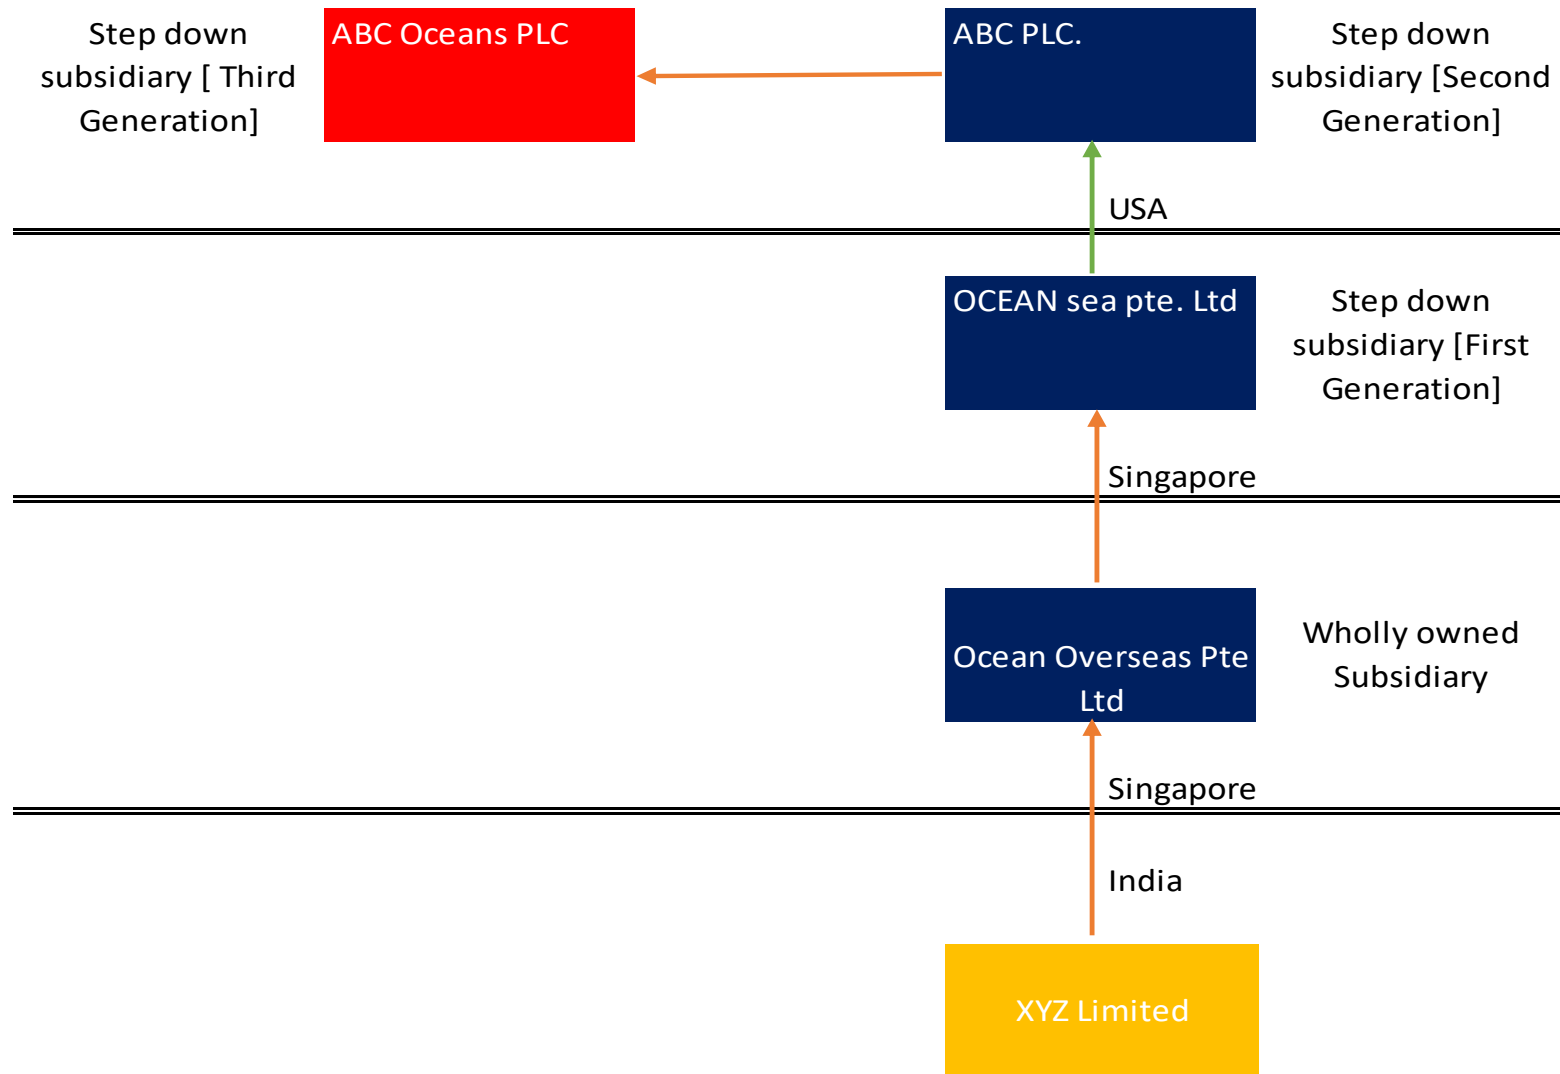 Step down
subsidiary [ Third
Generation]
ABC Oceans PLC
ABC PLC.
Step down
subsidiary [Second
Generation]
USA
OCEAN sea pte. Ltd
Step down
subsidiary [First
Generation]
Singapore
Ocean Overseas Pte
Ltd
Wholly owned
Subsidiary
Singapore
India
XYZ Limited